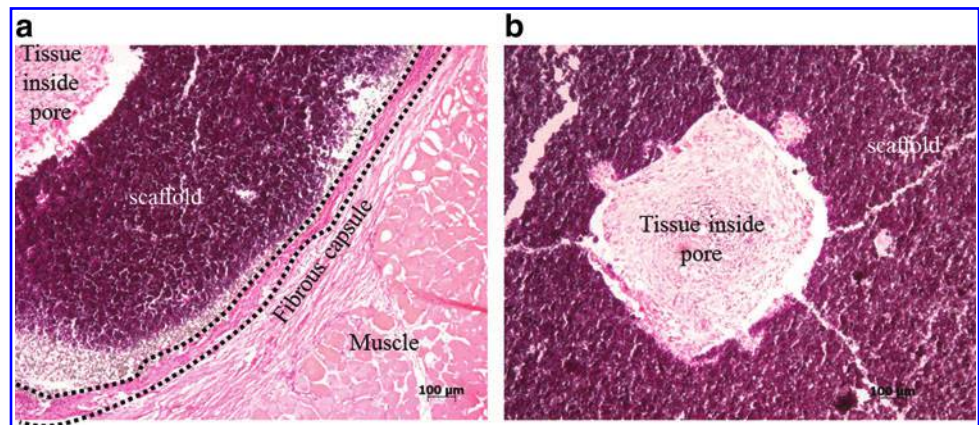 a
Tissue
inside
pore
scaffold
Fibrous capsule
Muscle
100 µm
b
scaffold
Tissue inside
pore
100 µm